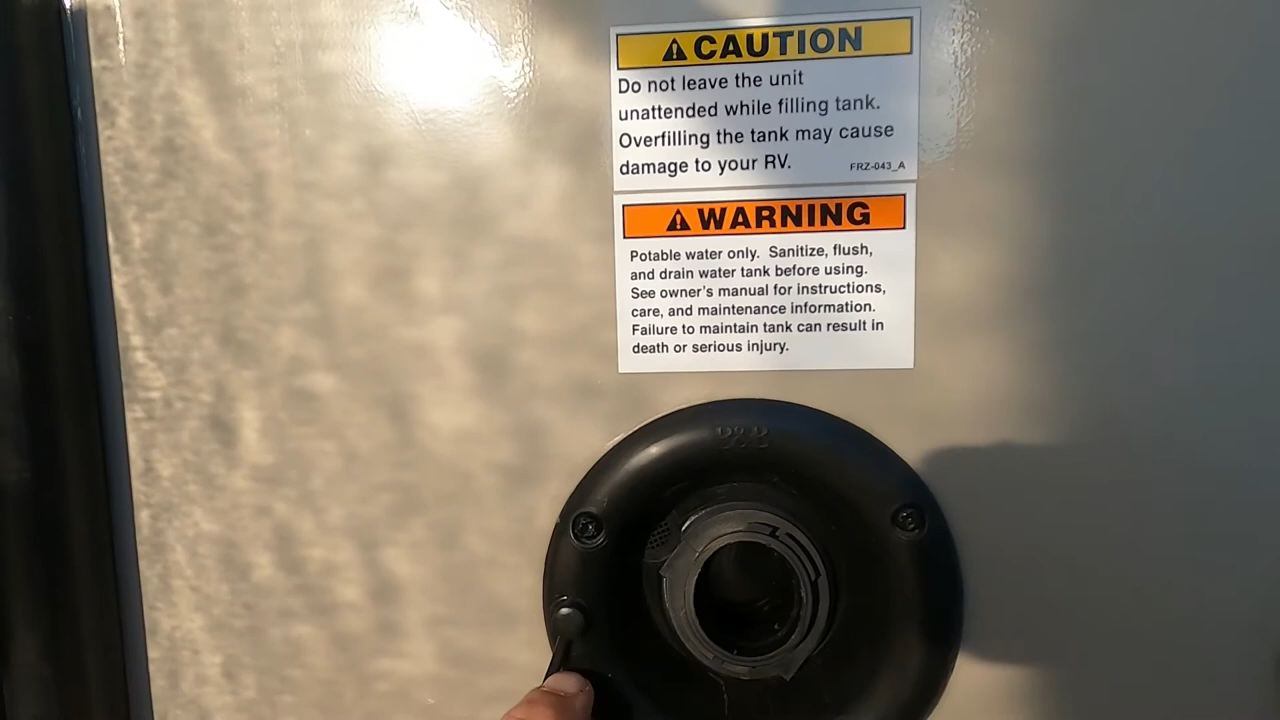 CAUTION
Do not leave the unit
unattended while filling tank.
Overfilling the tank may cause
damage to your RV.
FRZ-043_A
WARNING
Potable water only. Sanitize, flush,
and drain water tank before using.
See owner's manual for instructions,
care, and maintenance information.
Failure to maintain tank can result in
death or serious injury.